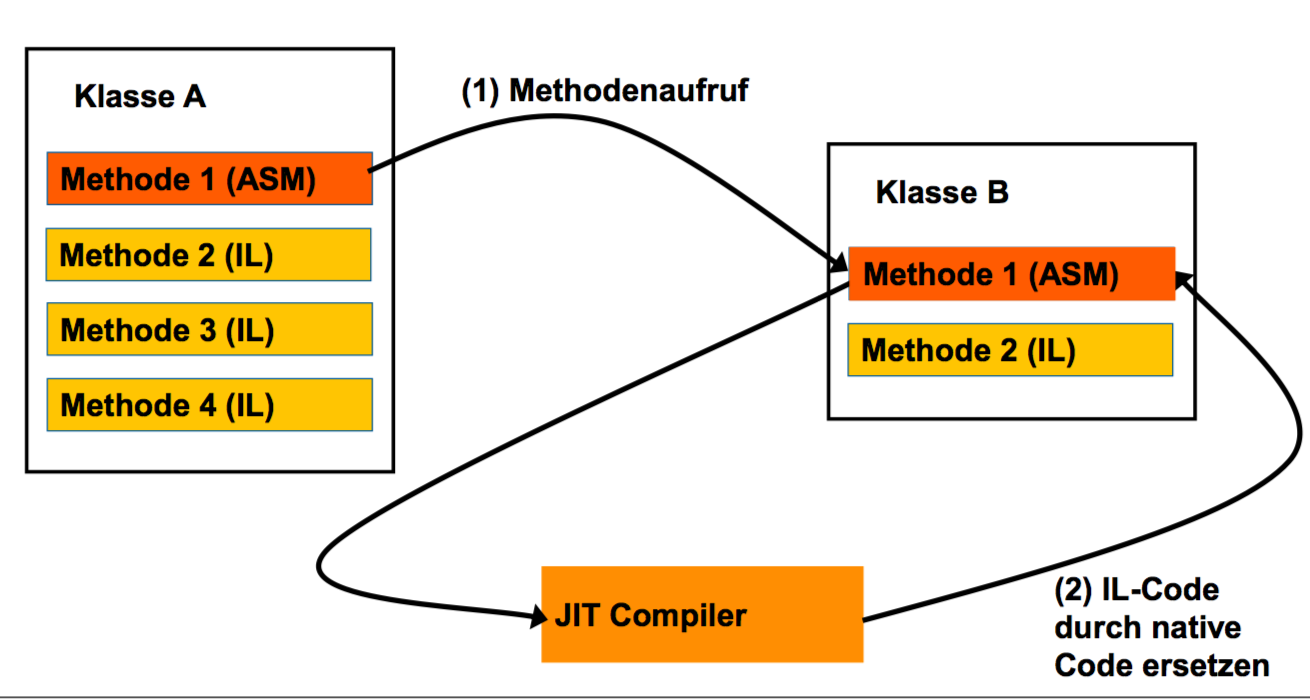 Klasse A
Methode 1 (ASM)
Methode 2 (IL)
Methode 3 (IL)
Methode 4 (IL)
(1) Methodenaufruf
Klasse B
Methode 1 (ASM)
Methode 2 (IL)
JIT Compiler
(2) IL-Code
durch native
Code ersetzen